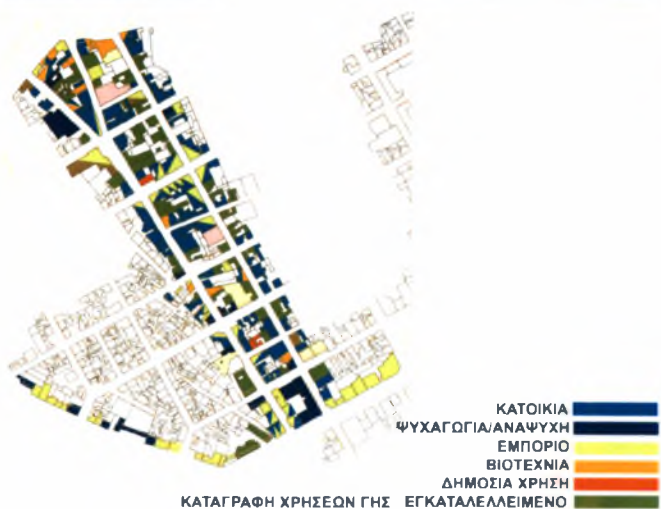 ΚΑΤΟΙΚΙΑ
ΨΥΧΑΓΩΓΙΑ/ΑΝΑΨΥΧΗ
ΕΜΠΟΡΙΟ
ΒΙΟΤΕΧΝΙΑ
ΔΗΜΟΣΙΑ ΧΡΗΣΗ
ΚΑΤΑΓΡΑΦΗ ΧΡΗΣΕΩΝ ΓΗΣ ΕΓΚΑΤΑΛΕΛΛΕΙΜΕΝΟ